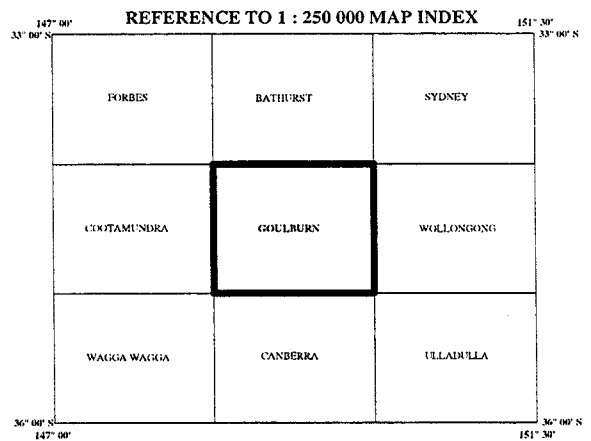 REFERENCE TO 1 : 250 000 MAP INDEX
147° 00' 151° 30'
33° 00' S 33° 00' S
FORBES BATHURST SYDNEY
COOTAMUNDRA GOULBURN WOLLONGONG
WAGGA WAGGA CANBERRA ULLADULLA
36° 00' S 36° 00' S
147° 00' 151° 30'